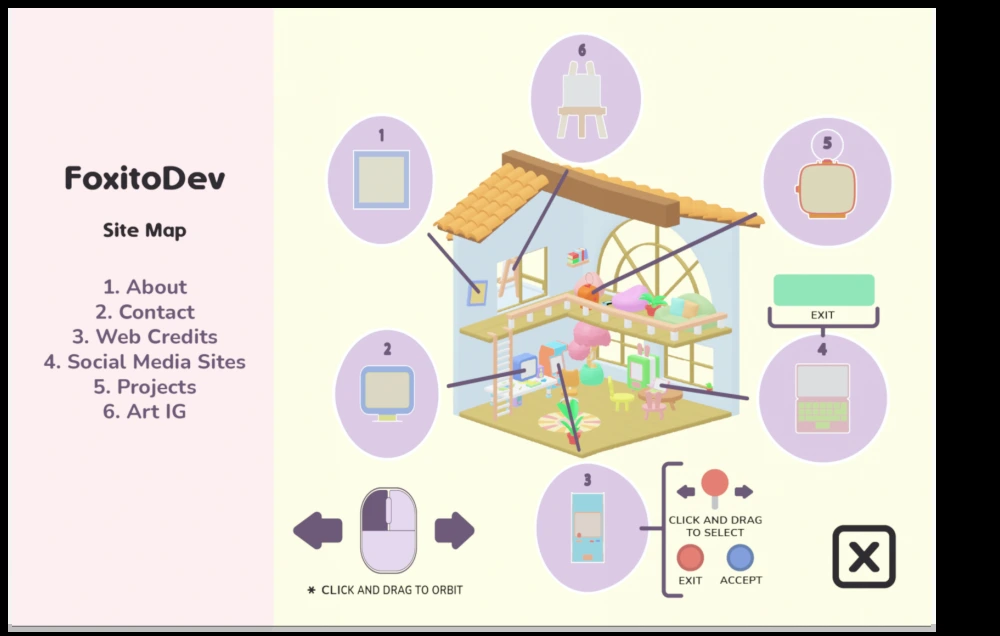 FoxitoDev
Site Map
1. About
2. Contact
3. Web Credits
4. Social Media Sites
5. Projects
6. Art IG
6
1
5
EXIT
2
4
3
CLICK AND DRAG
TO SELECT
EXIT ACCEPT
* CLICK AND DRAG TO ORBIT
X